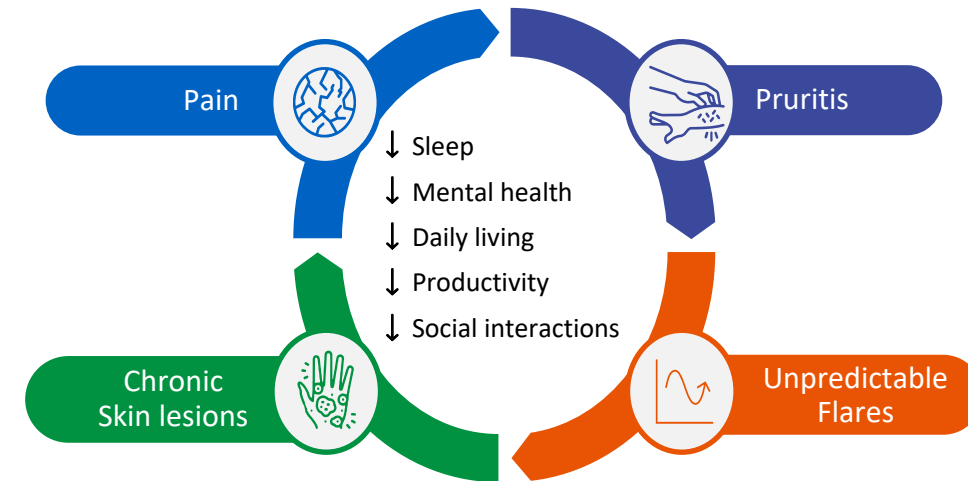 Pain
Pruritis
↓ Sleep
↓ Mental health
↓ Daily living
↓ Productivity
↓ Social interactions
Chronic
Skin lesions
Unpredictable
Flares